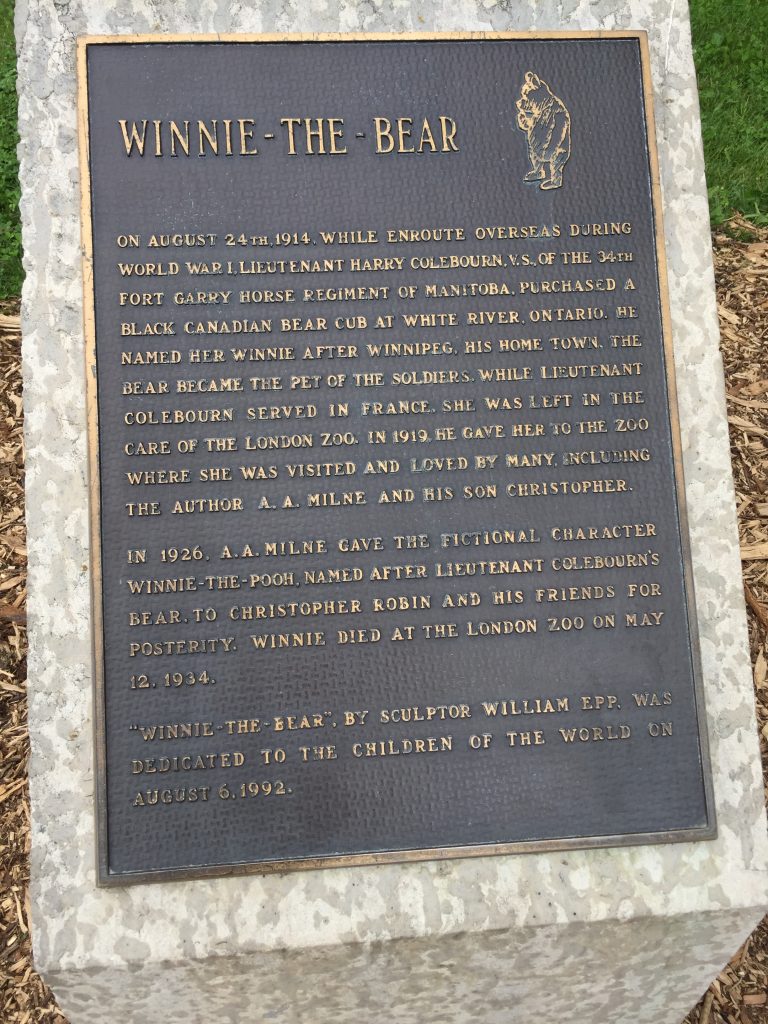 WINNIE-THE-BEAR
ON AUGUST 24TH, 1914, WHILE ENROUTE OVERSEAS DURING
WORLD WAR I, LIEUTENANT HARRY COLEBOURN, V.S., OF THE 34TH
FORT GARRY HORSE REGIMENT OF MANITOBA, PURCHASED A
BLACK CANADIAN BEAR CUB AT WHITE RIVER, ONTARIO. HE
NAMED HER WINNIE AFTER WINNIPEG, HIS HOME TOWN. THE
BEAR BECAME THE PET OF THE SOLDIERS. WHILE LIEUTENANT
COLEBOURN SERVED IN FRANCE, SHE WAS LEFT IN THE
CARE OF THE LONDON ZOO. IN 1919, HE GAVE HER TO THE ZOO
WHERE SHE WAS VISITED AND LOVED BY MANY, INCLUDING
THE AUTHOR A. A. MILNE AND HIS SON CHRISTOPHER.
IN 1926, A. A. MILNE GAVE THE FICTIONAL CHARACTER
WINNIE-THE-POOH, NAMED AFTER LIEUTENANT COLEBOURN'S
BEAR, TO CHRISTOPHER ROBIN AND HIS FRIENDS FOR
POSTERITY. WINNIE DIED AT THE LONDON ZOO ON MAY
12, 1934.
"WINNIE-THE-BEAR", BY SCULPTOR WILLIAM EPP, WAS
DEDICATED TO THE CHILDREN OF THE WORLD ON
AUGUST 6, 1992.